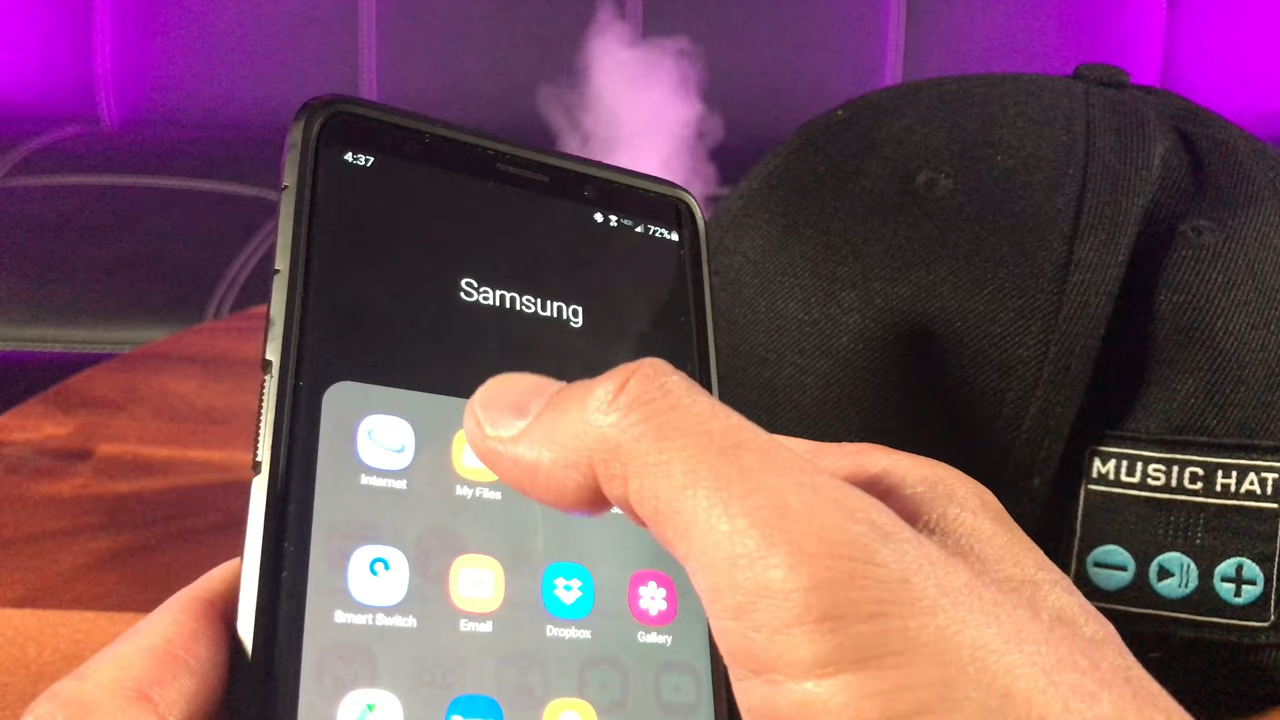 4:37
72%
Samsung
Internet
My Files
Smart Switch
Email
Dropbox
Gallery
MUSIC HAT